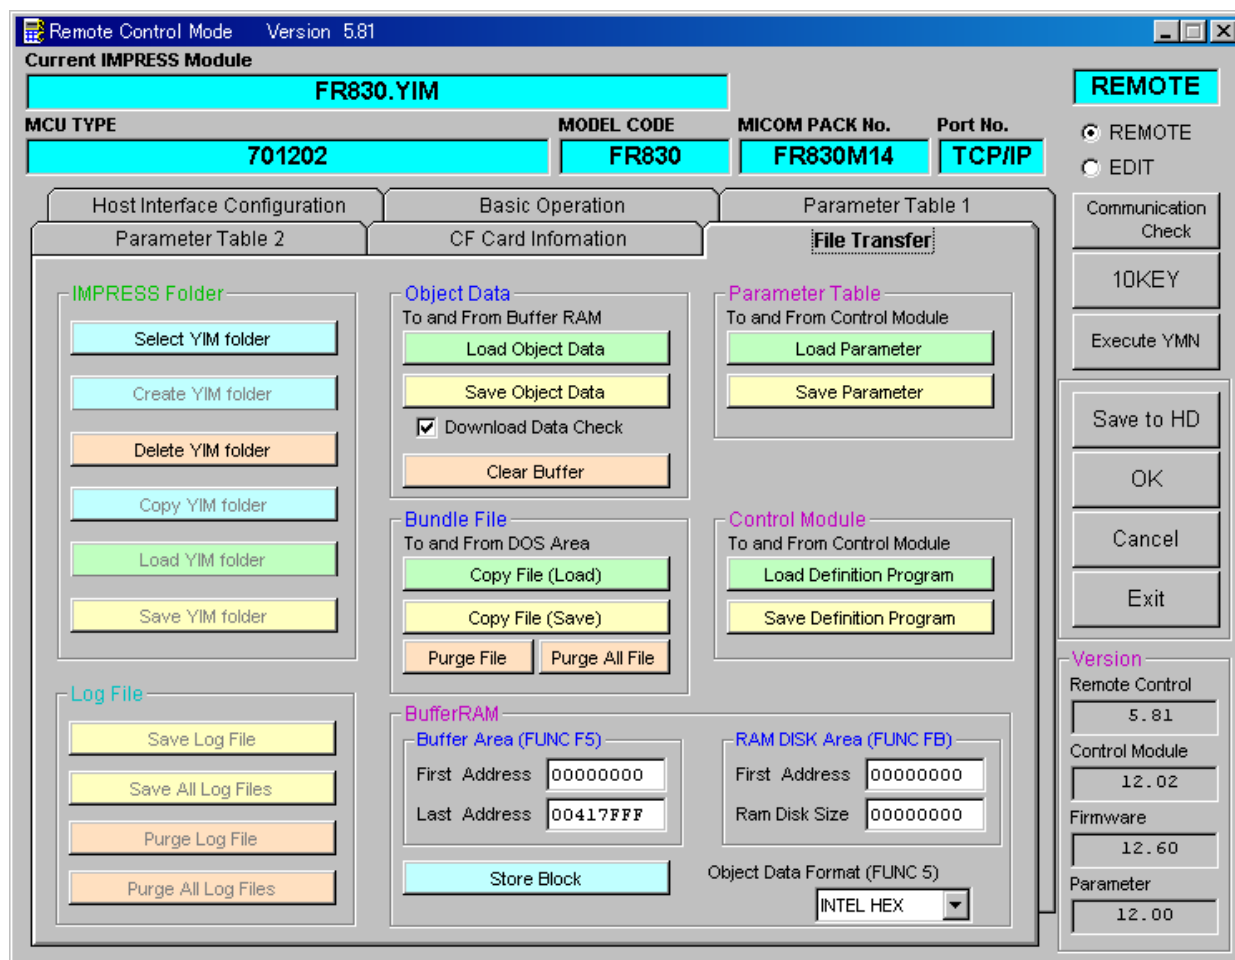 Remote Control Mode Version 5.81
Current IMPRESS Module
FR830.YIM
REMOTE
MCU TYPE
MODEL CODE
MICOM PACK No.
Port No.
701202
FR830
FR830M14
TCP/IP
REMOTE
EDIT
Host Interface Configuration
Basic Operation
Parameter Table 1
Parameter Table 2
CF Card Infomation
File Transfer
Communication
Check
10KEY
Execute YMN
Save to HD
OK
Cancel
Exit
IMPRESS Folder
Select YIM folder
Create YIM folder
Delete YIM folder
Copy YIM folder
Load YIM folder
Save YIM folder
Log File
Save Log File
Save All Log Files
Purge Log File
Purge All Log Files
Object Data
To and From Buffer RAM
Load Object Data
Save Object Data
Download Data Check
Clear Buffer
Bundle File
To and From DOS Area
Copy File (Load)
Copy File (Save)
Purge File
Purge All File
Parameter Table
To and From Control Module
Load Parameter
Save Parameter
Control Module
To and From Control Module
Load Definition Program
Save Definition Program
BufferRAM
Buffer Area (FUNC F5)
First Address 00000000
Last Address 00417FFF
RAM DISK Area (FUNC FB)
First Address 00000000
Ram Disk Size 00000000
Store Block
Object Data Format (FUNC 5)
INTEL HEX
Version
Remote Control
5.81
Control Module
12.02
Firmware
12.60
Parameter
12.00